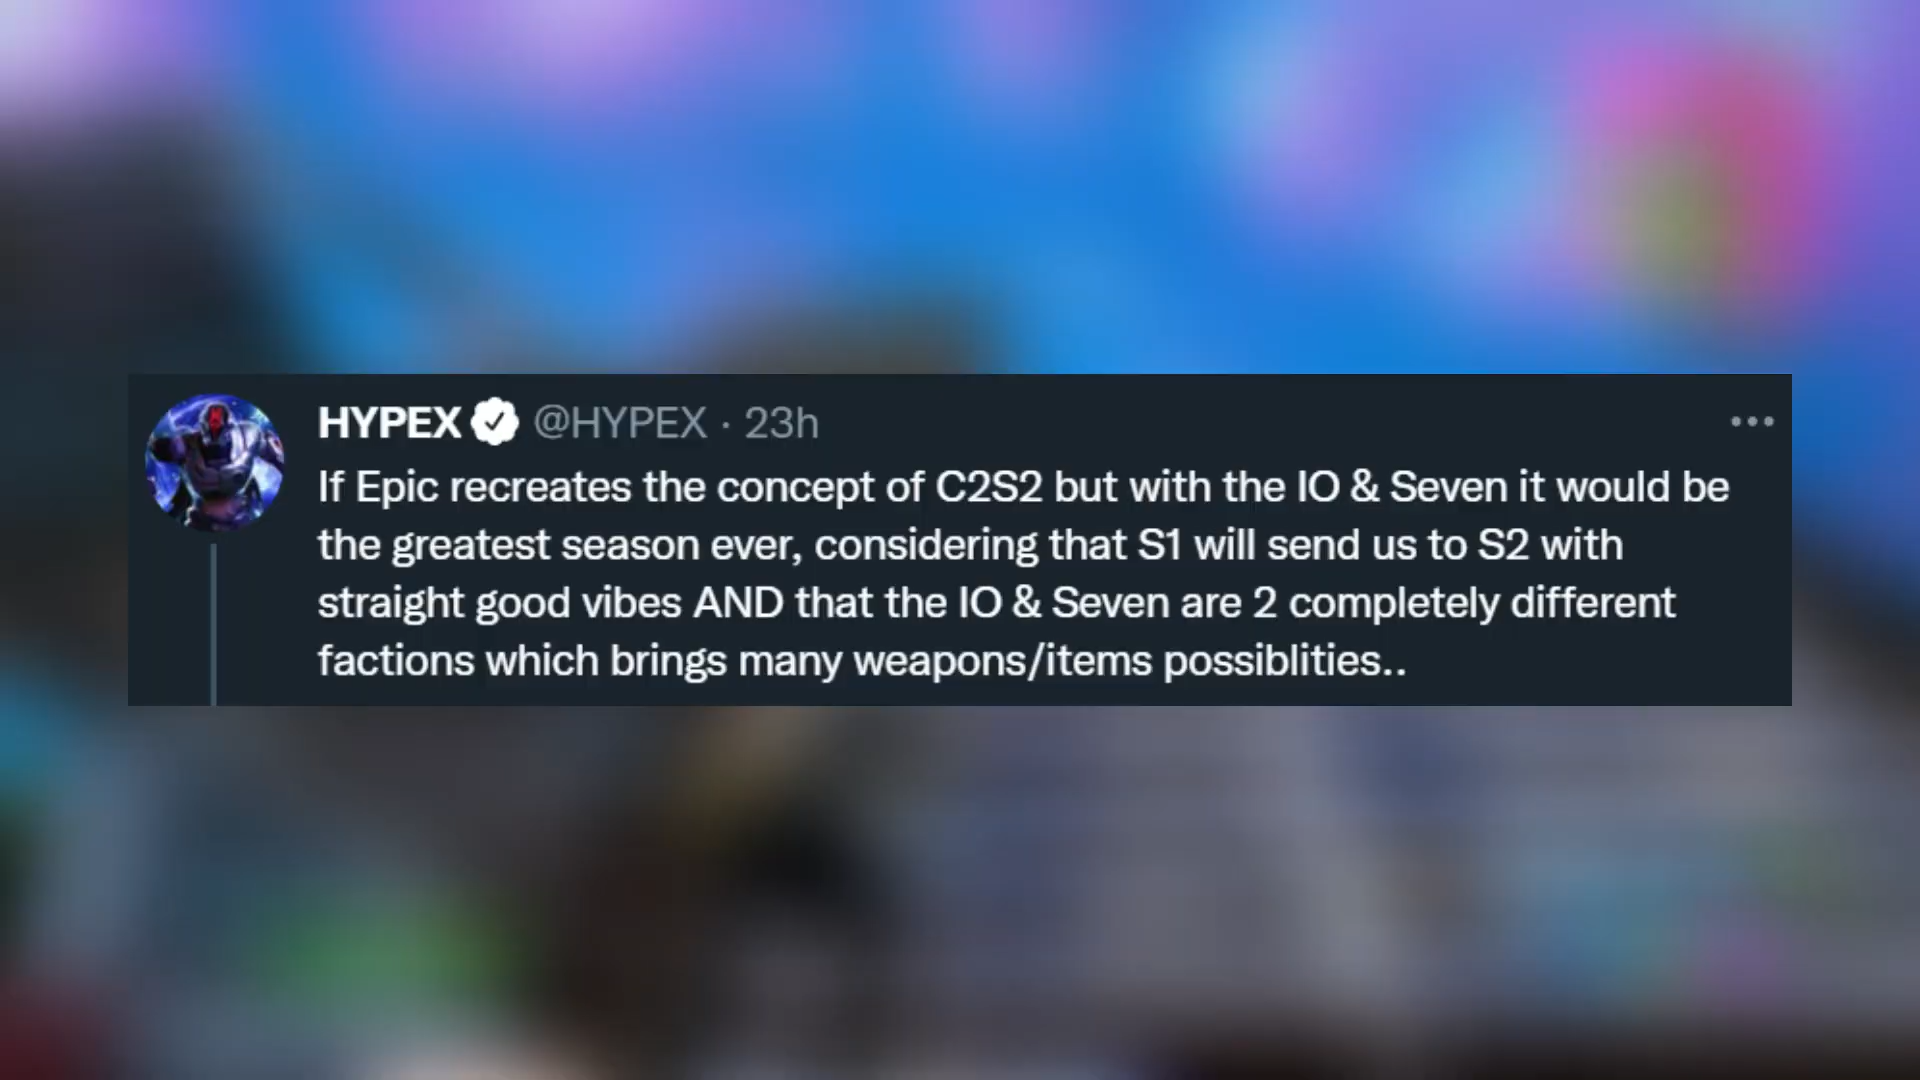 HYPEX @HYPEX · 23h
If Epic recreates the concept of C2S2 but with the IO & Seven it would be
the greatest season ever, considering that S1 will send us to S2 with
straight good vibes AND that the IO & Seven are 2 completely different
factions which brings many weapons/items possiblities..